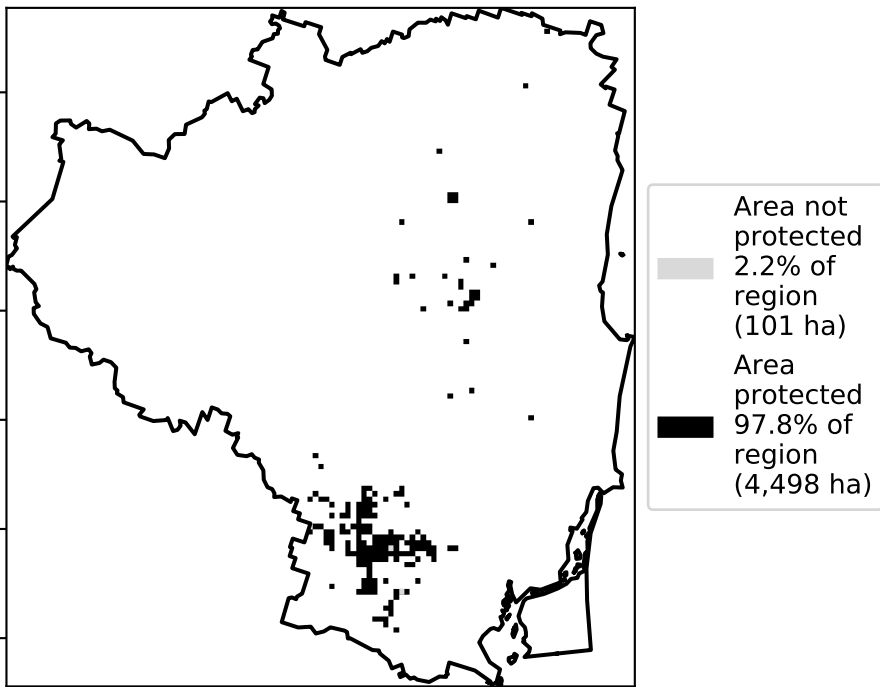 Area not
protected
2.2% of
region
(101 ha)
Area
protected
97.8% of
region
(4,498 ha)